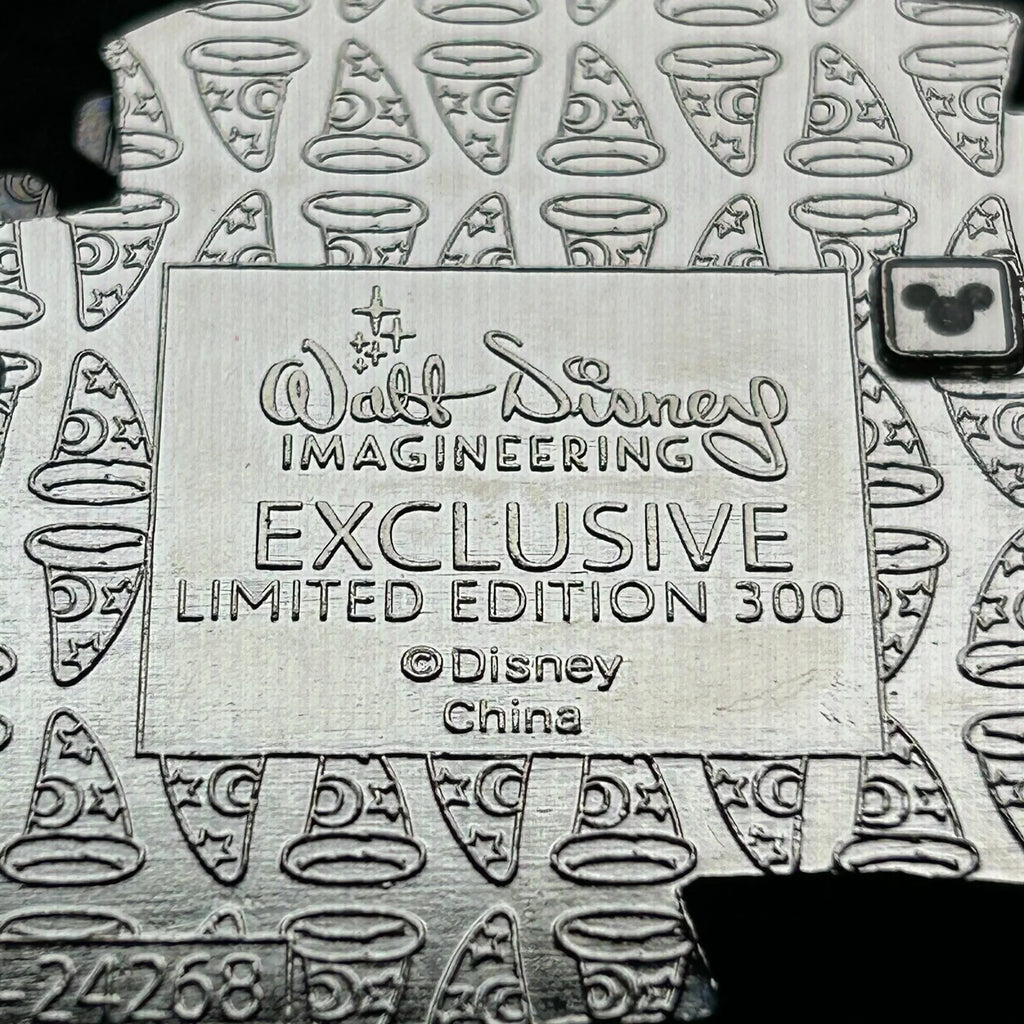 Walt Disney
IMAGINEERING
EXCLUSIVE
LIMITED EDITION 300
©Disney
China
-24268